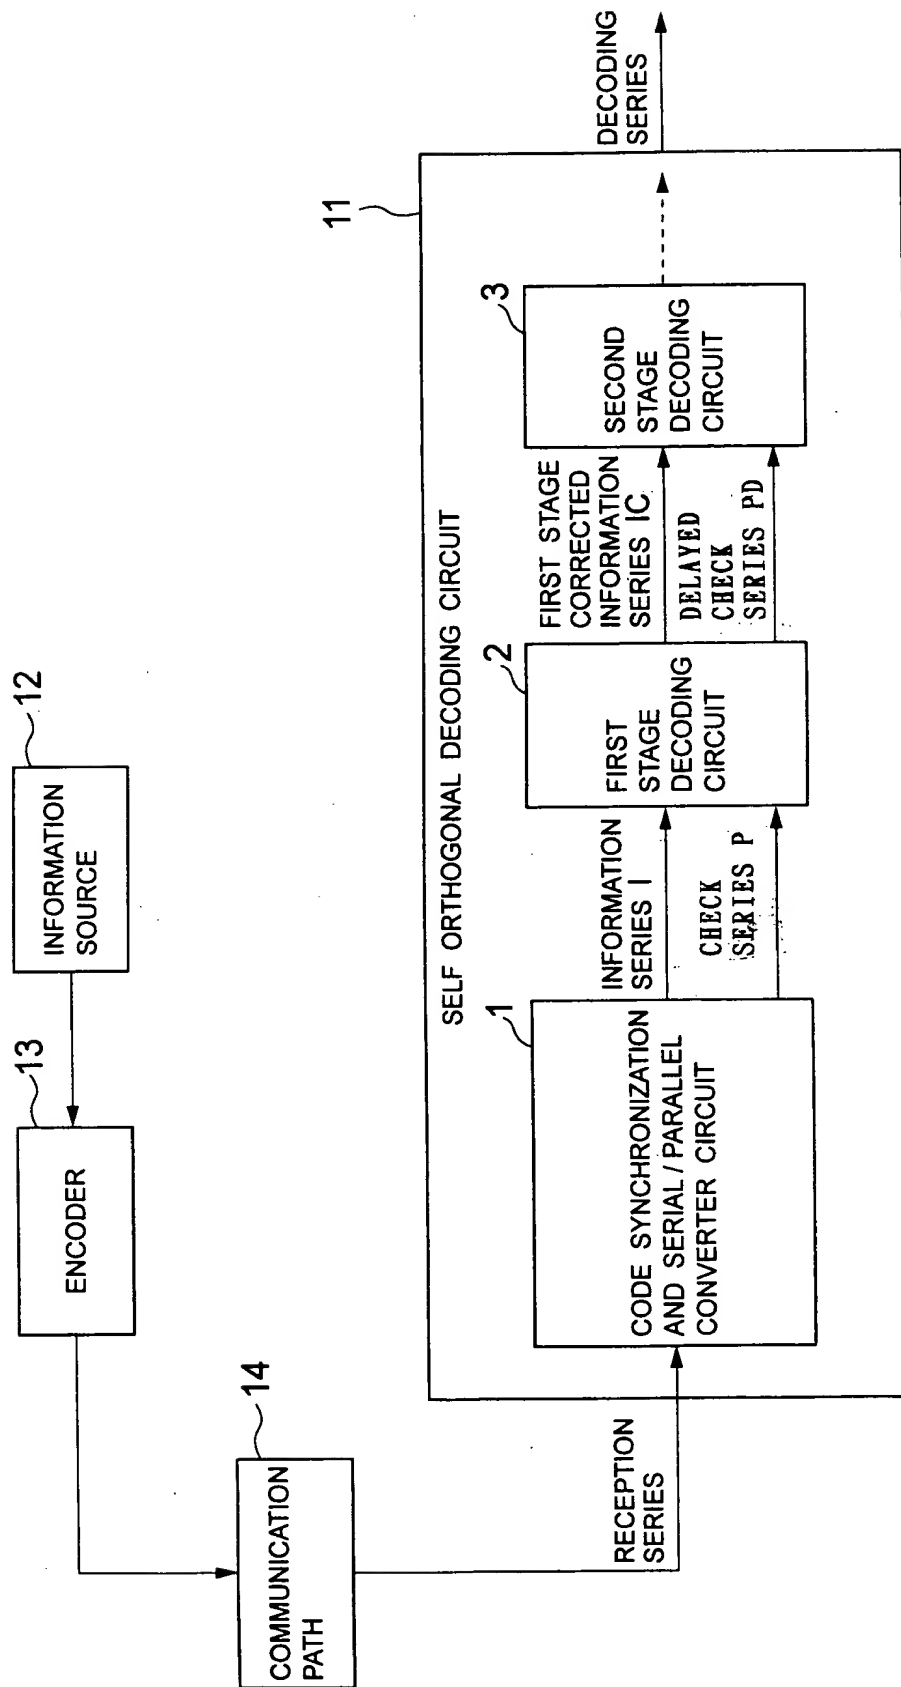 12
INFORMATION
SOURCE
13
ENCODER
14
COMMUNICATION
PATH
RECEPTION
SERIES
11
SELF ORTHOGONAL DECODING CIRCUIT
1
CODE SYNCHRONIZATION
AND SERIAL/PARALLEL
CONVERTER CIRCUIT
INFORMATION
SERIES I
CHECK
SERIES P
2
FIRST
STAGE
DECODING
CIRCUIT
FIRST STAGE
CORRECTED
INFORMATION
SERIES IC
DELAYED
CHECK
SERIES PD
3
SECOND
STAGE
DECODING
CIRCUIT
DECODING
SERIES